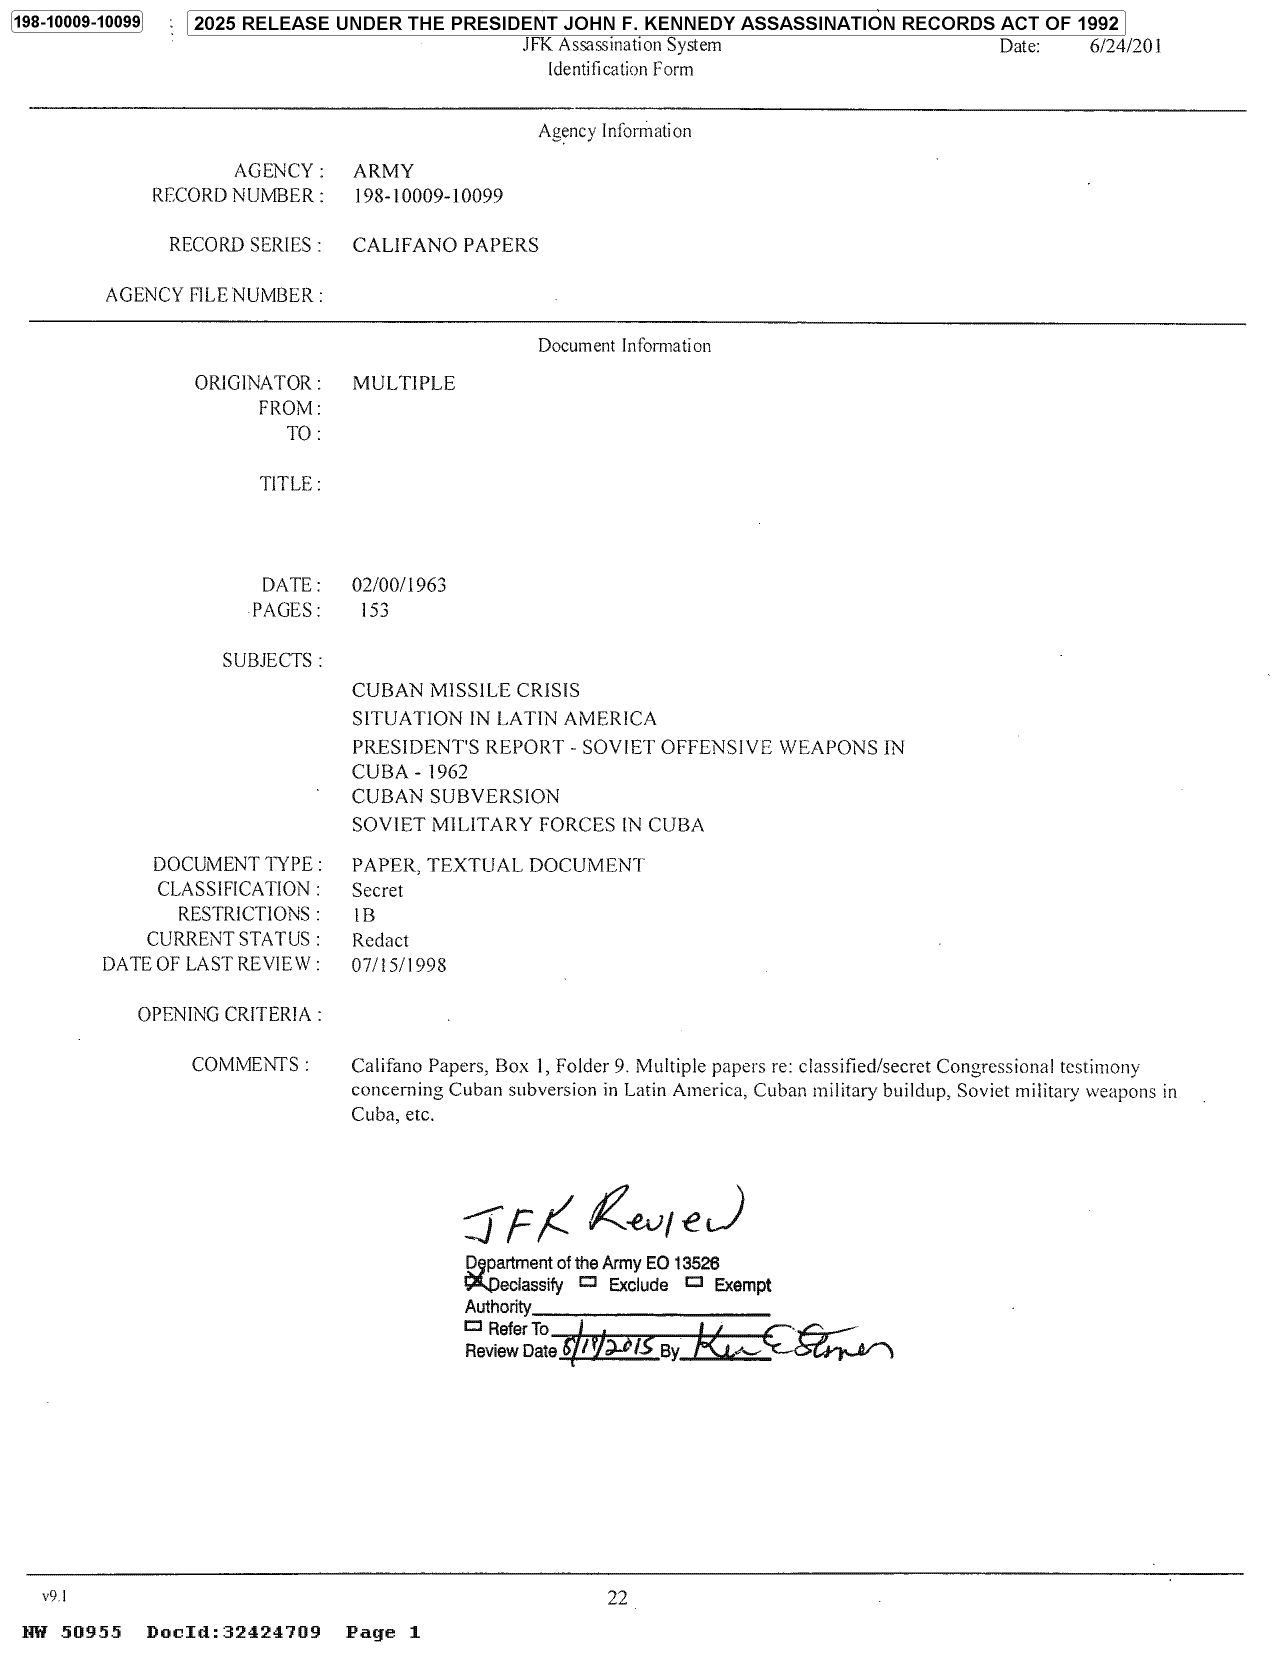 198-10009-10099
2025 RELEASE UNDER THE PRESIDENT JOHN F. KENNEDY ASSASSINATION RECORDS ACT OF 1992
JFK Assassination System
Date: 6/24/201
Identification Form
Agency Information
AGENCY : ARMY
RECORD NUMBER : 198-10009-10099
RECORD SERIES : CALIFANO PAPERS
AGENCY FILE NUMBER :
Document Information
ORIGINATOR : MULTIPLE
FROM :
TO :
TITLE :
DATE : 02/00/1963
PAGES : 153
SUBJECTS :
CUBAN MISSILE CRISIS
SITUATION IN LATIN AMERICA
PRESIDENT'S REPORT - SOVIET OFFENSIVE WEAPONS IN
CUBA - 1962
CUBAN SUBVERSION
SOVIET MILITARY FORCES IN CUBA
DOCUMENT TYPE : PAPER, TEXTUAL DOCUMENT
CLASSIFICATION : Secret
RESTRICTIONS : 1B
CURRENT STATUS : Redact
DATE OF LAST REVIEW : 07/15/1998
OPENING CRITERIA :
COMMENTS : Califano Papers, Box 1, Folder 9. Multiple papers re: classified/secret Congressional testimony
concerning Cuban subversion in Latin America, Cuban military buildup, Soviet military weapons in
Cuba, etc.
JFK Review
Department of the Army EO 13526
Declassify Exclude Exempt
Authority
Refer To
Review Date 8/19/2015 By Ken E Stoner
v9.1
22
NW 50955 DocId:32424709 Page 1